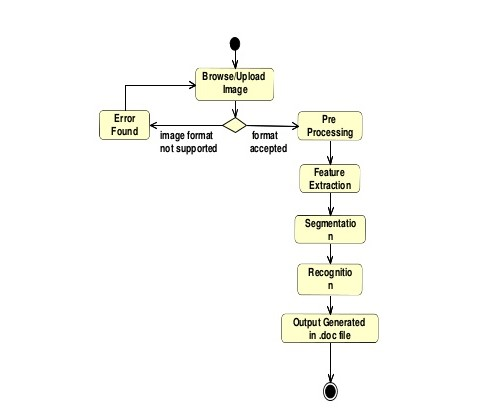 Browse/Upload
Image
Error
Found
image format
not supported
format
accepted
Pre
Processing
Feature
Extraction
Segmentatio
n
Recognitio
n
Output Generated
in .doc file